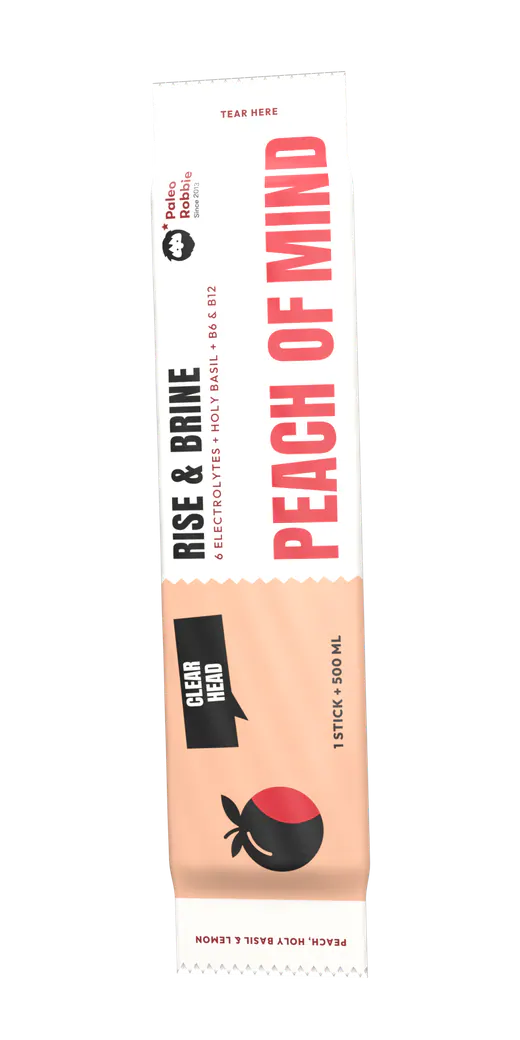 TEAR HERE
Paleo
Robbie
Since 2013
RISE & BRINE
6 ELECTROLYTES + HOLY BASIL + B6 & B12
PEACH OF MIND
CLEAR
HEAD
1 STICK + 500 ML
PEACH, HOLY BASIL & LEMON